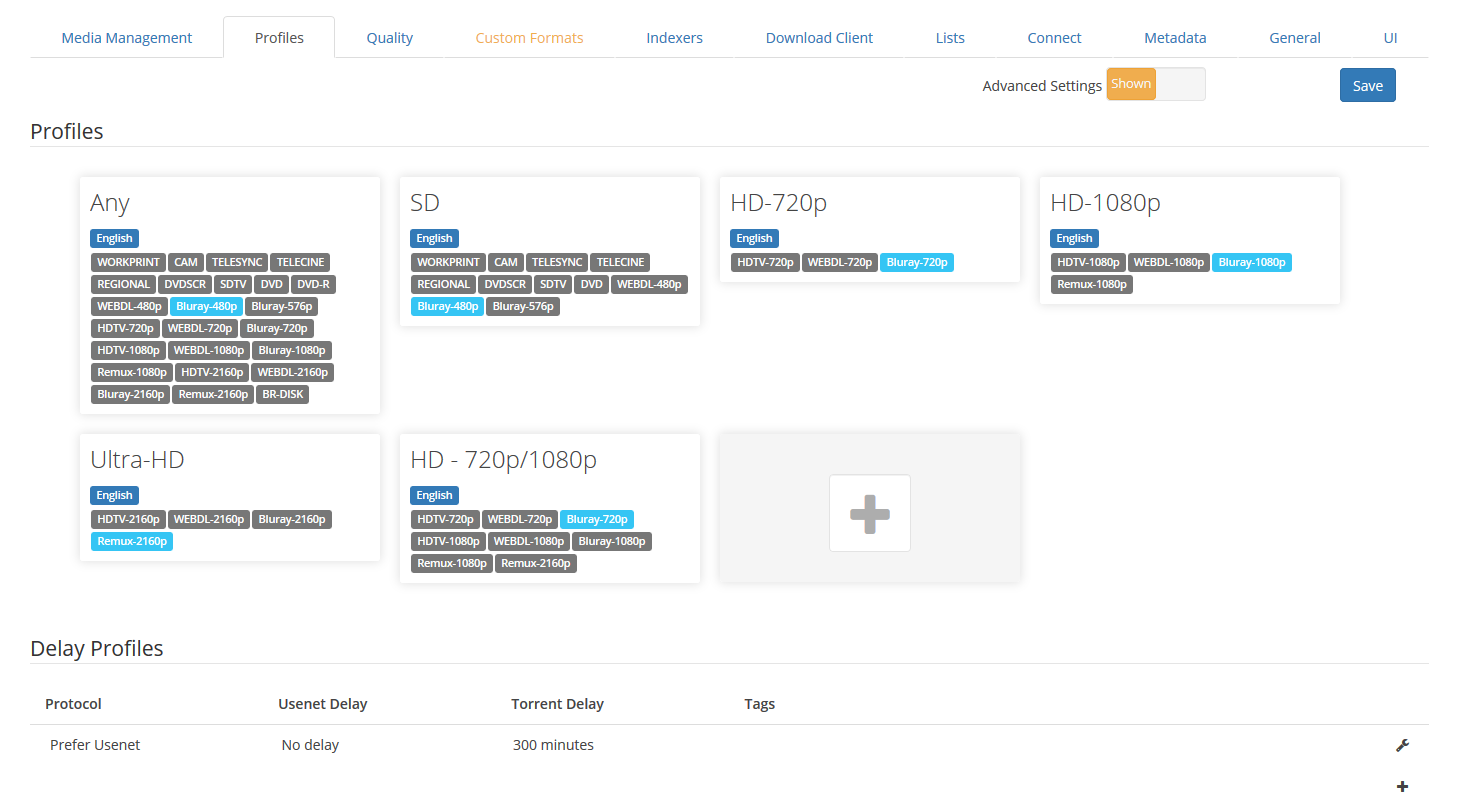 Media Management Profiles Quality Custom Formats Indexers Download Client Lists Connect Metadata General UI
Advanced Settings Shown Save
Profiles
Any
English
WORKPRINT CAM TELESYNC TELECINE
REGIONAL DVDSCR SDTV DVD DVD-R
WEBDL-480p Bluray-480p Bluray-576p
HDTV-720p WEBDL-720p Bluray-720p
HDTV-1080p WEBDL-1080p Bluray-1080p
Remux-1080p HDTV-2160p WEBDL-2160p
Bluray-2160p Remux-2160p BR-DISK
SD
English
WORKPRINT CAM TELESYNC TELECINE
REGIONAL DVDSCR SDTV DVD WEBDL-480p
Bluray-480p Bluray-576p
HD-720p
English
HDTV-720p WEBDL-720p Bluray-720p
HD-1080p
English
HDTV-1080p WEBDL-1080p Bluray-1080p
Remux-1080p
Ultra-HD
English
HDTV-2160p WEBDL-2160p Bluray-2160p
Remux-2160p
HD - 720p/1080p
English
HDTV-720p WEBDL-720p Bluray-720p
HDTV-1080p WEBDL-1080p Bluray-1080p
Remux-1080p Remux-2160p
Delay Profiles
Protocol Usenet Delay Torrent Delay Tags
Prefer Usenet No delay 300 minutes